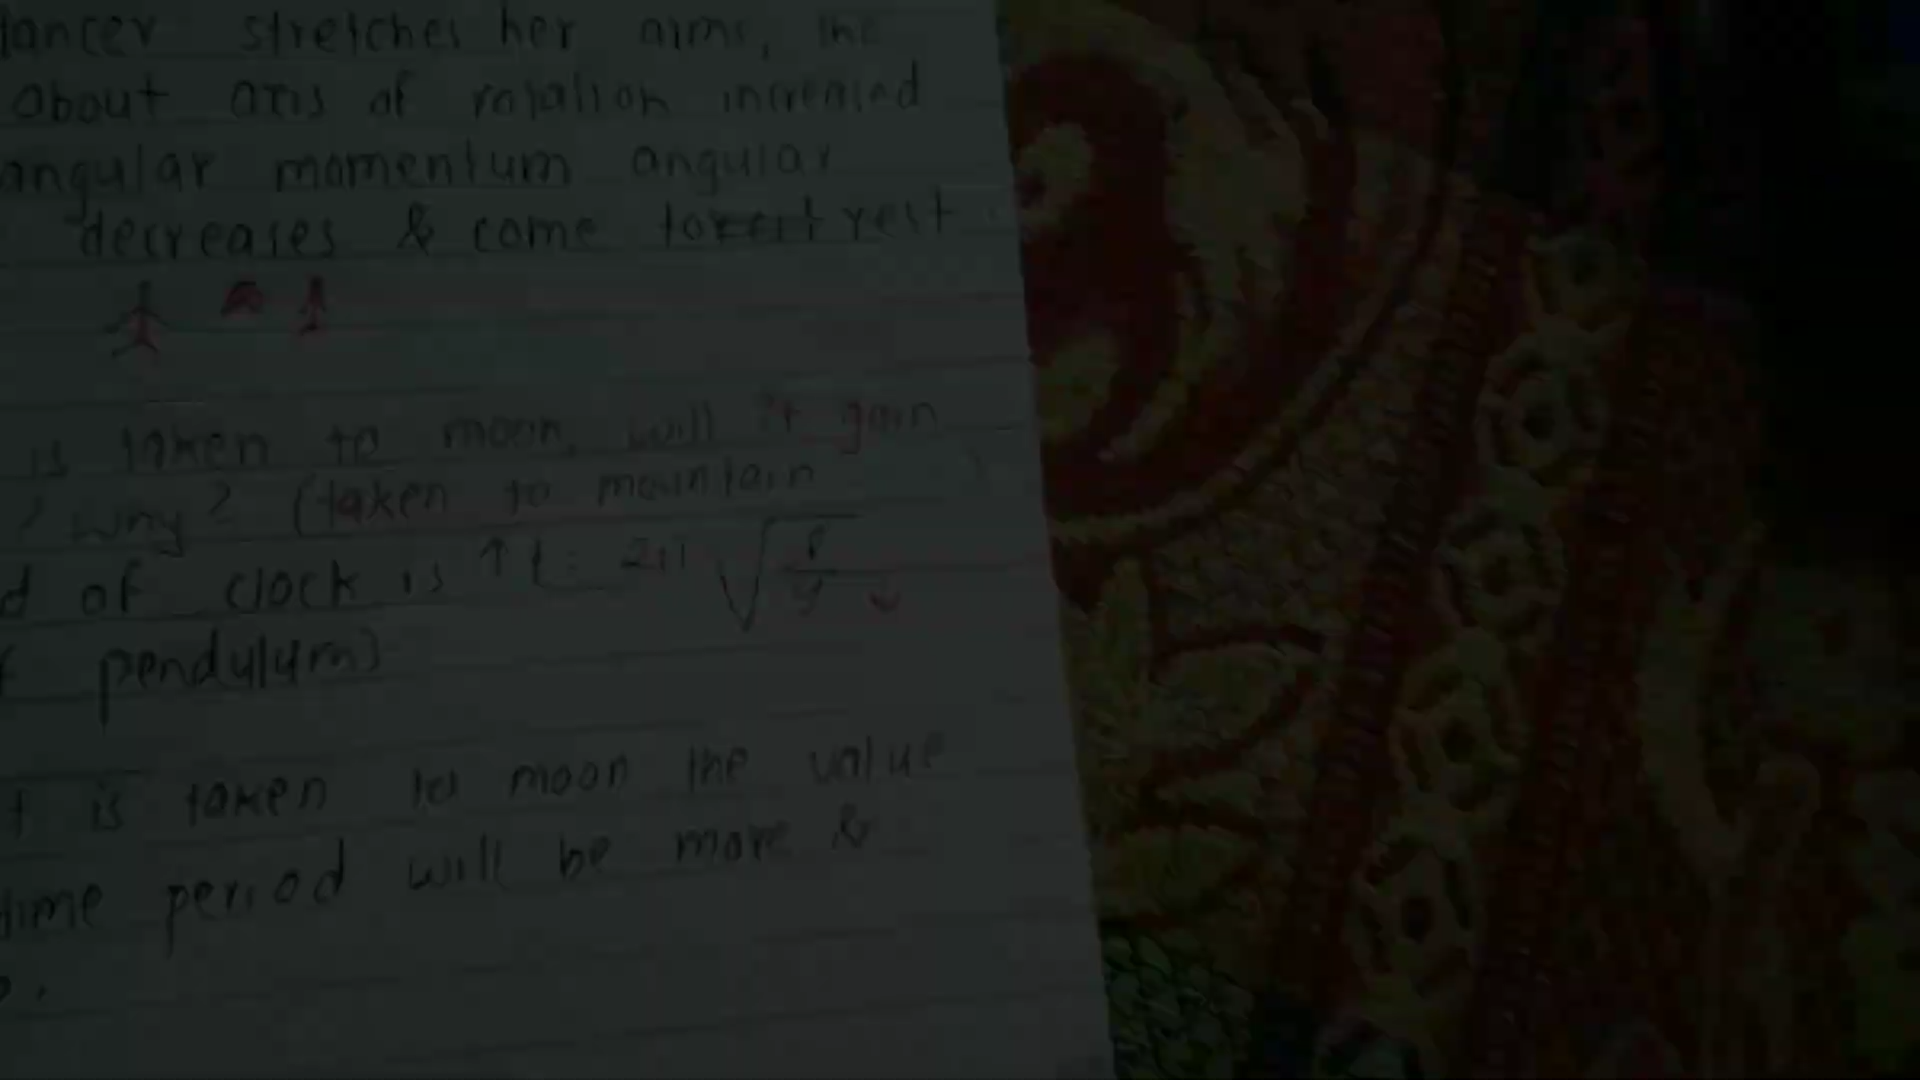 stretches her arms, the
about axis of rotation increased
angular momentum angular
decreases & come to rest
is taken to moon, will it gain
? why? (taken to mountain
of clock is ↑ t = 2π √(l/g) ↓
pendulum)
is taken to moon the value
time period will be more &